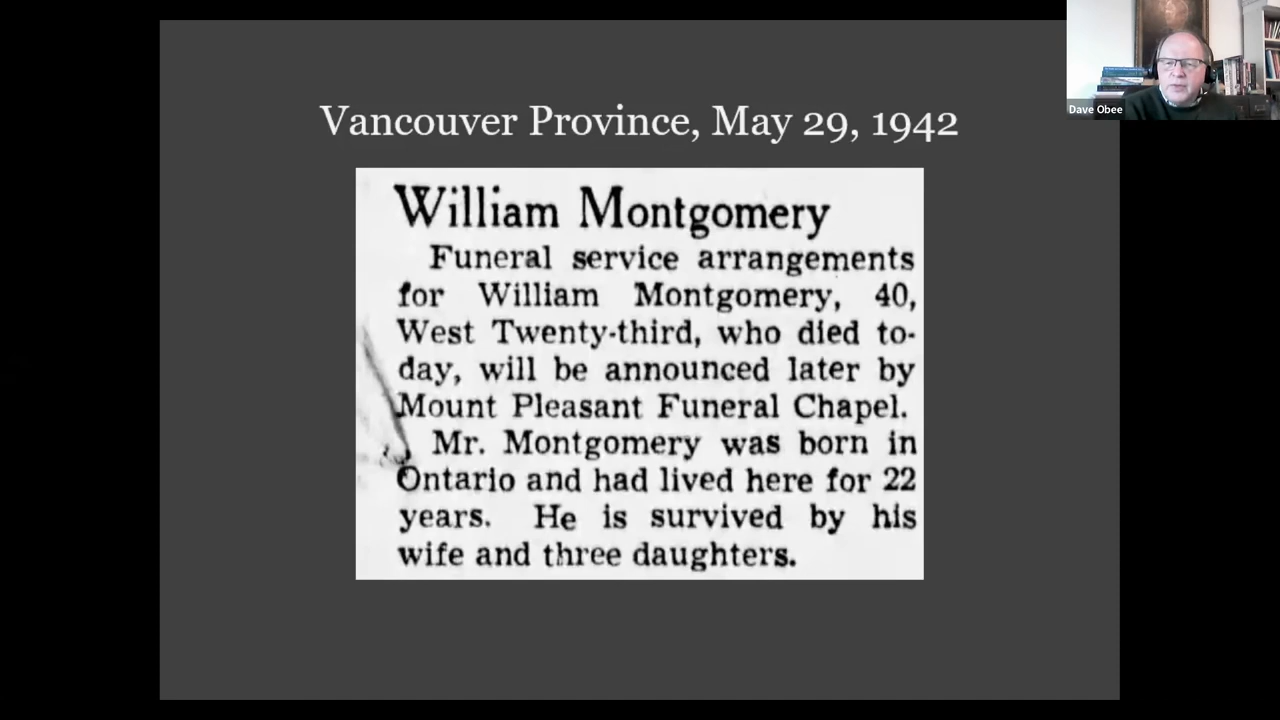 Vancouver Province, May 29, 1942
Dave Obee
William Montgomery
Funeral service arrangements
for William Montgomery, 40,
West Twenty-third, who died to-
day, will be announced later by
Mount Pleasant Funeral Chapel.
Mr. Montgomery was born in
Ontario and had lived here for 22
years. He is survived by his
wife and three daughters.